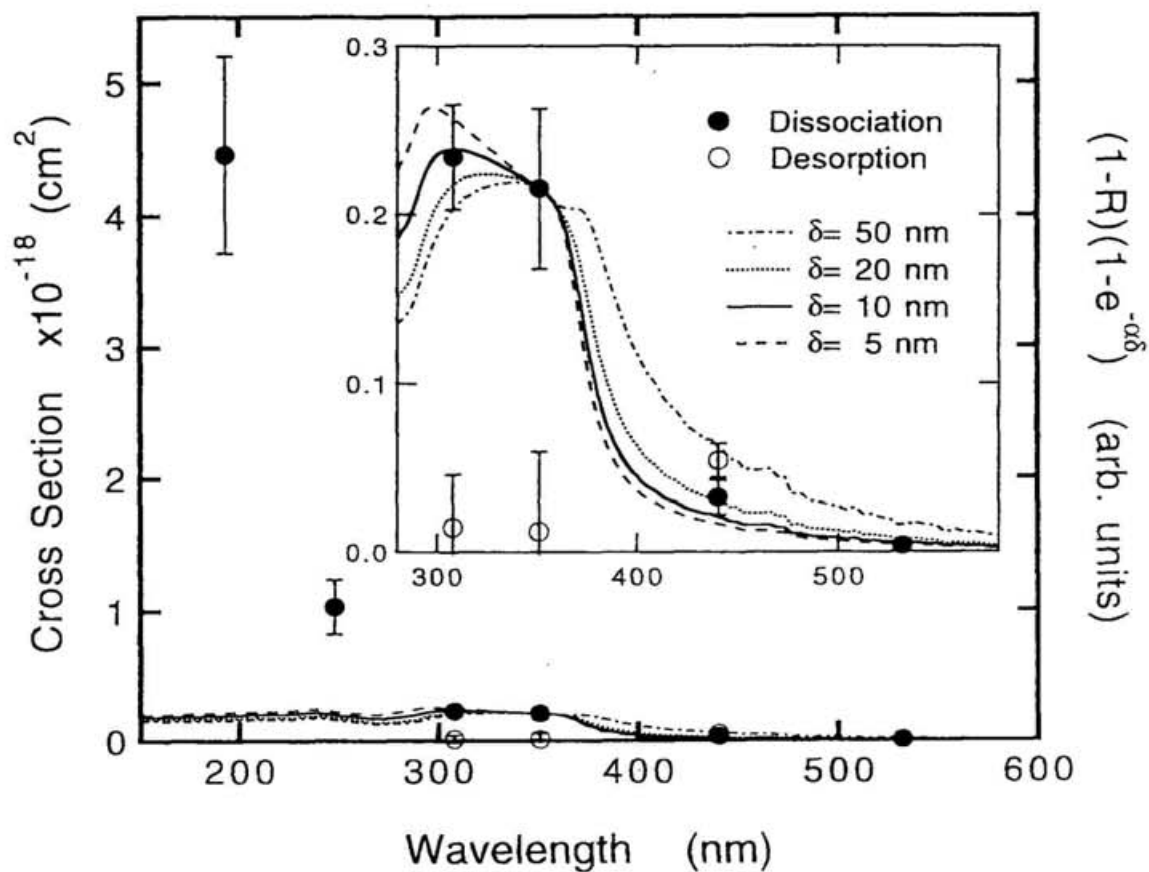 Cross Section x10^-18 (cm^2)
5
4
3
2
1
0
200
300
400
500
600
Wavelength (nm)
(1-R)(1-e^-αδ) (arb. units)
0.3
0.2
0.1
0.0
300
400
500
Dissociation
Desorption
δ= 50 nm
δ= 20 nm
δ= 10 nm
δ= 5 nm